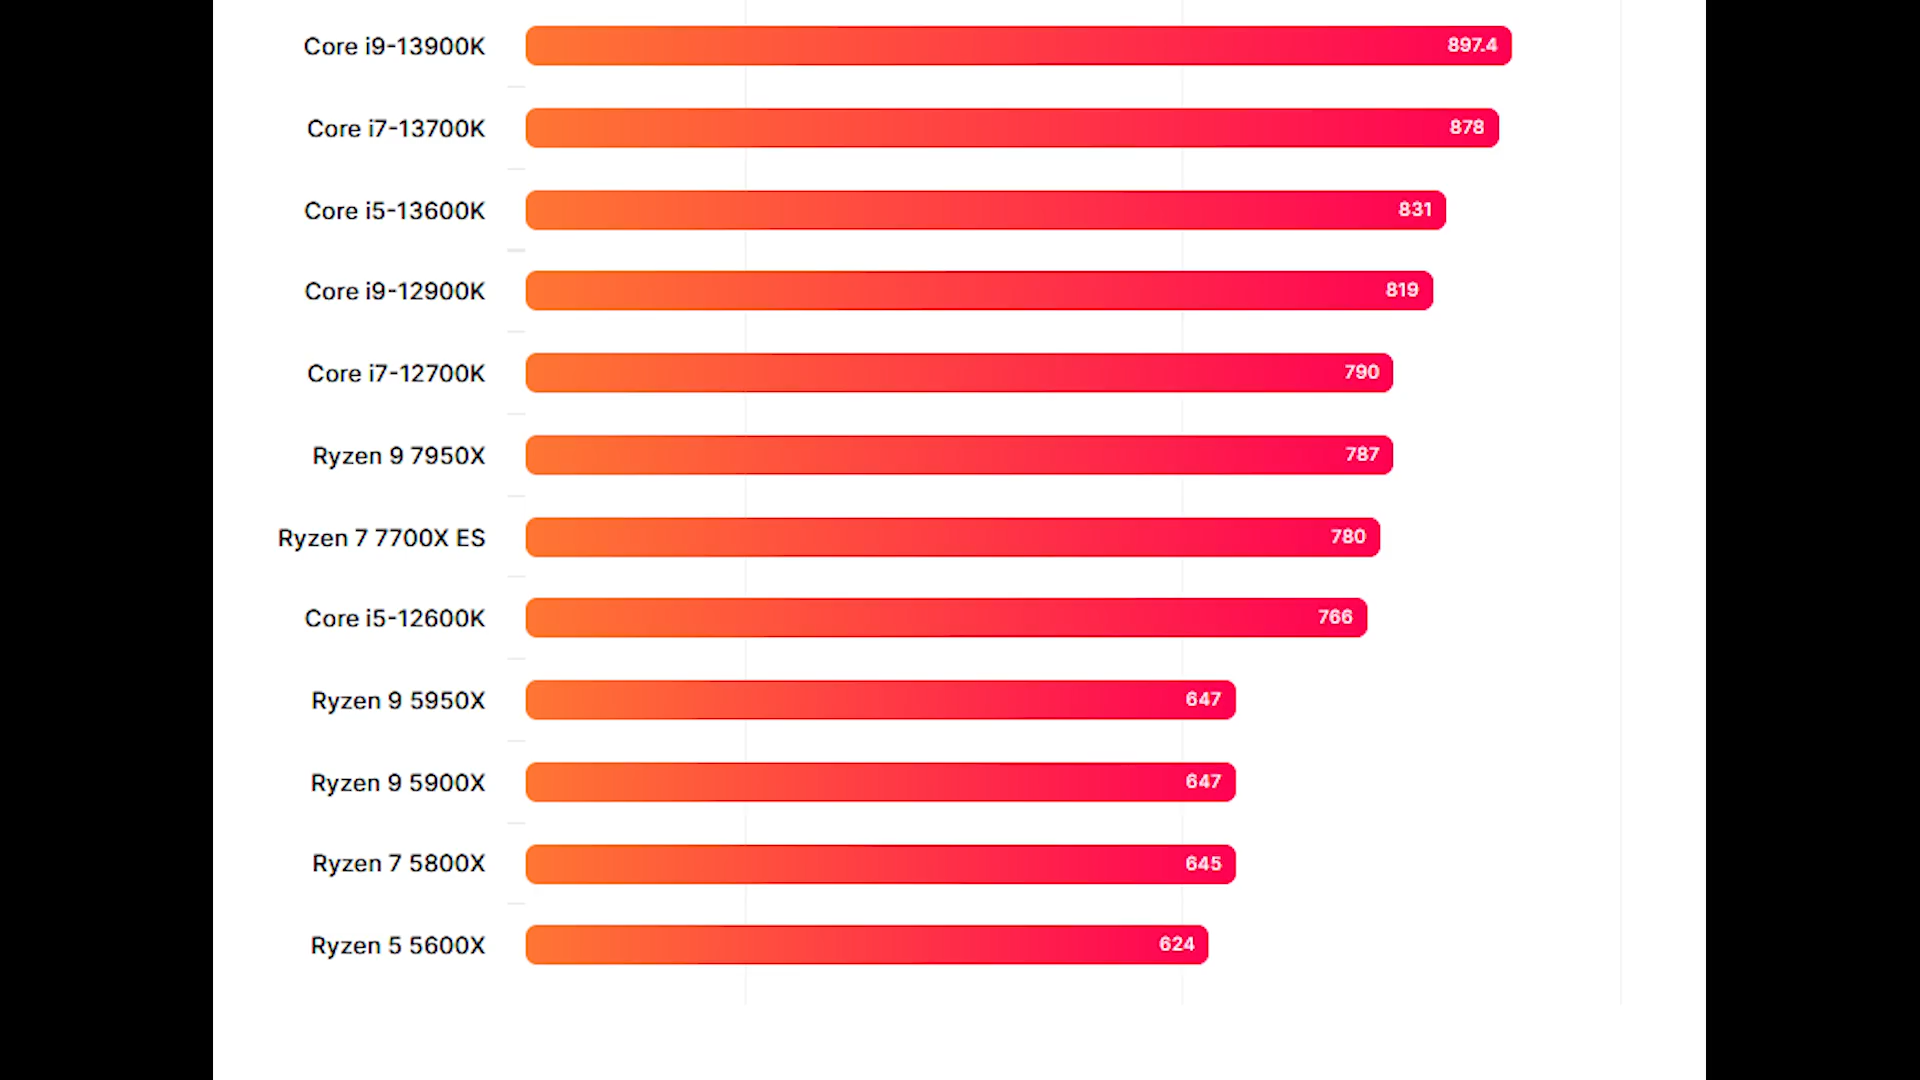 Core i9-13900K 897.4
Core i7-13700K 878
Core i5-13600K 831
Core i9-12900K 819
Core i7-12700K 790
Ryzen 9 7950X 787
Ryzen 7 7700X ES 780
Core i5-12600K 766
Ryzen 9 5950X 647
Ryzen 9 5900X 647
Ryzen 7 5800X 645
Ryzen 5 5600X 624